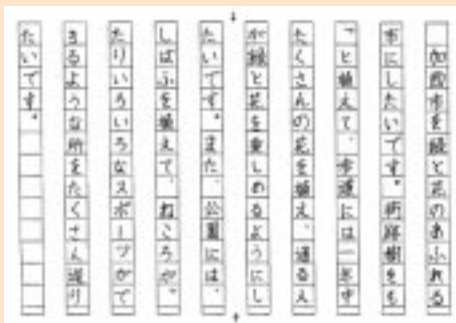 加西市を緑と花のあふれる
市にしたいです。街路樹をも
っと植えて、歩道には一年中
たくさんの花を植え、通る人
が緑と花を楽しめるようにし
たいです。また、公園には、
しばふを植えて、ねころが
たりいろいろなスポーツがで
きるような所をたくさん造り
たいです。